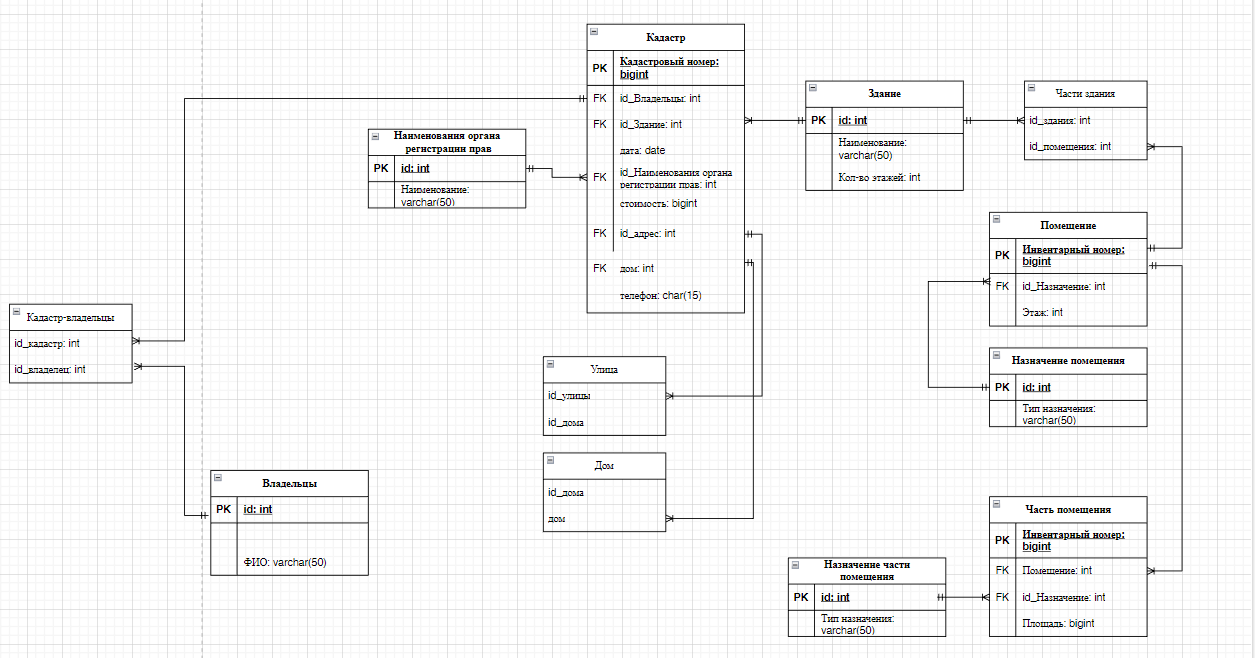 Кадастр
PK
Кадастровый номер:
bigint
FK
id_Владельцы: int
FK
id_Здание: int
дата: date
FK
id_Наименования органа
регистрации прав: int
стоимость: bigint
FK
id_адрес: int
FK
дом: int
телефон: char(15)
Наименования органа
регистрации прав
PK
id: int
Наименование:
varchar(50)
Здание
PK
id: int
Наименование:
varchar(50)
Кол-во этажей: int
Части здания
id_здания: int
id_помещения: int
Помещение
PK
Инвентарный номер:
bigint
FK
id_Назначение: int
Этаж: int
Назначение помещения
PK
id: int
Тип назначения:
varchar(50)
Кадастр-владельцы
id_кадастр: int
id_владелец: int
Улица
id_улицы
id_дома
Дом
id_дома
дом
Владельцы
PK
id: int
ФИО: varchar(50)
Назначение части
помещения
PK
id: int
Тип назначения:
varchar(50)
Часть помещения
PK
Инвентарный номер:
bigint
FK
Помещение: int
FK
id_Назначение: int
Площадь: bigint